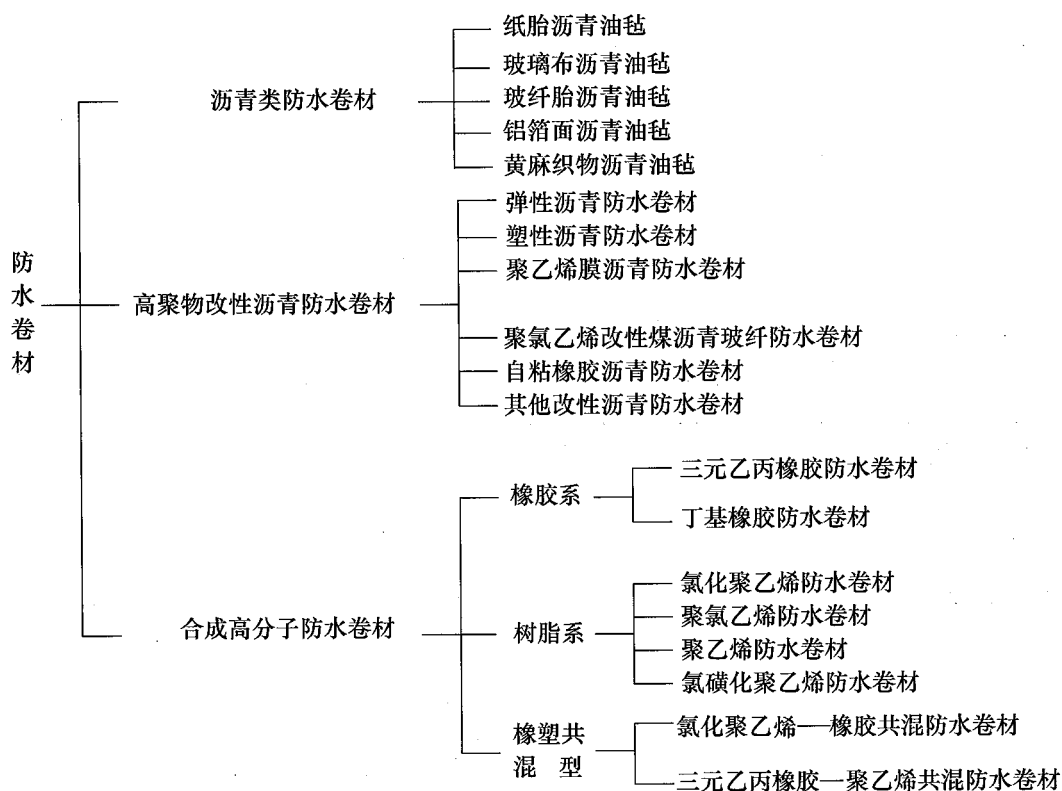 纸胎沥青油毡
玻璃布沥青油毡
沥青类防水卷材
玻纤胎沥青油毡
铝箔面沥青油毡
黄麻织物沥青油毡
弹性沥青防水卷材
塑性沥青防水卷材
聚乙烯膜沥青防水卷材
防水卷材
高聚物改性沥青防水卷材
聚氯乙烯改性煤沥青玻纤防水卷材
自粘橡胶沥青防水卷材
其他改性沥青防水卷材
三元乙丙橡胶防水卷材
橡胶系
丁基橡胶防水卷材
氯化聚乙烯防水卷材
聚氯乙烯防水卷材
合成高分子防水卷材
树脂系
聚乙烯防水卷材
氯磺化聚乙烯防水卷材
氯化聚乙烯—橡胶共混防水卷材
橡塑共
混 型
三元乙丙橡胶—聚乙烯共混防水卷材